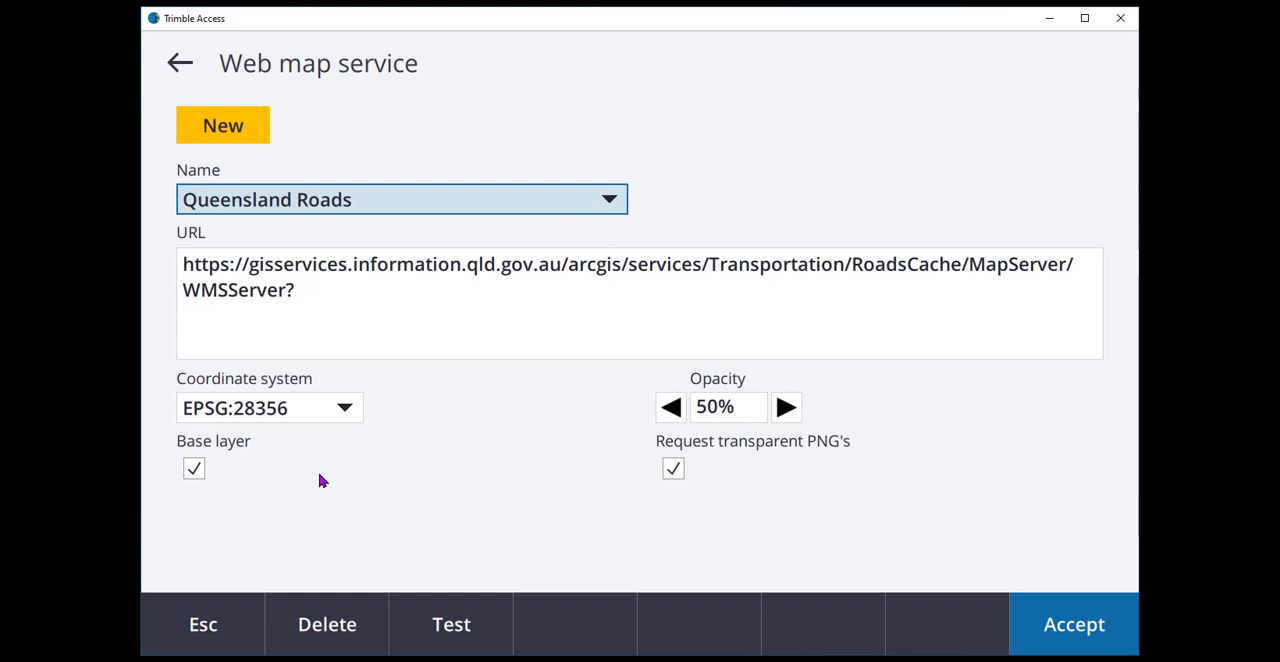 Trimble Access
Web map service
New
Name
Queensland Roads
URL
https://gisservices.information.qld.gov.au/arcgis/services/Transportation/RoadsCache/MapServer/
WMSServer?
Coordinate system
Opacity
EPSG:28356
50%
Base layer
Request transparent PNG's
Esc
Delete
Test
Accept